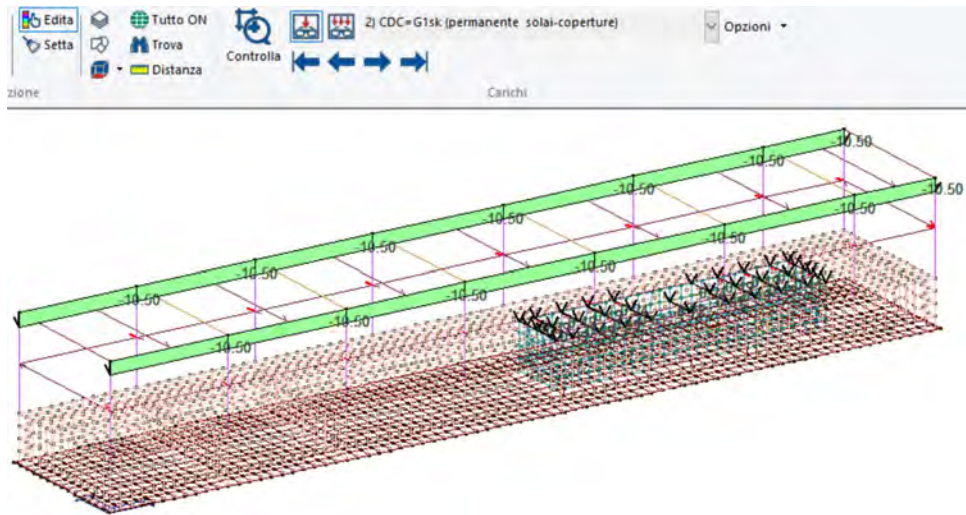 Edita
Setta
Tutto ON
Trova
Distanza
Controlla
2) CDC=G1sk (permanente solai-coperture)
Opzioni
zione
Carichi
-10.50
-10.50
-10.50
-10.50
-10.50
-10.50
-10.50
-10.50
-10.50
-10.50
-10.50
-10.50
-10.50
-10.50